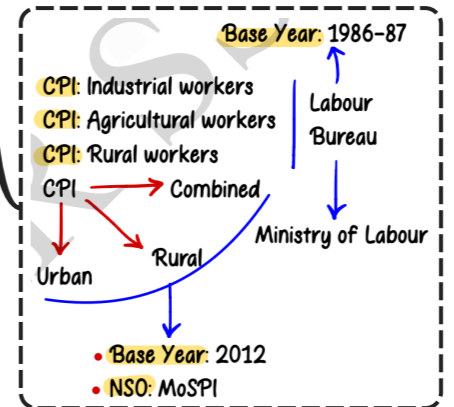 Base Year: 1986-87
CPI: Industrial workers
CPI: Agricultural workers
CPI: Rural workers
Labour
Bureau
CPI
Combined
Ministry of Labour
Rural
Urban
Base Year: 2012
NSO: MoSPI